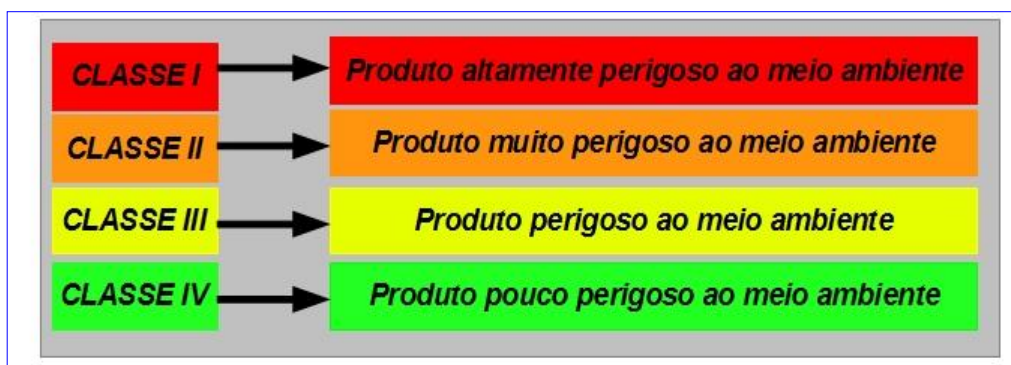 CLASSE I Produto altamente perigoso ao meio ambiente
CLASSE II Produto muito perigoso ao meio ambiente
CLASSE III Produto perigoso ao meio ambiente
CLASSE IV Produto pouco perigoso ao meio ambiente